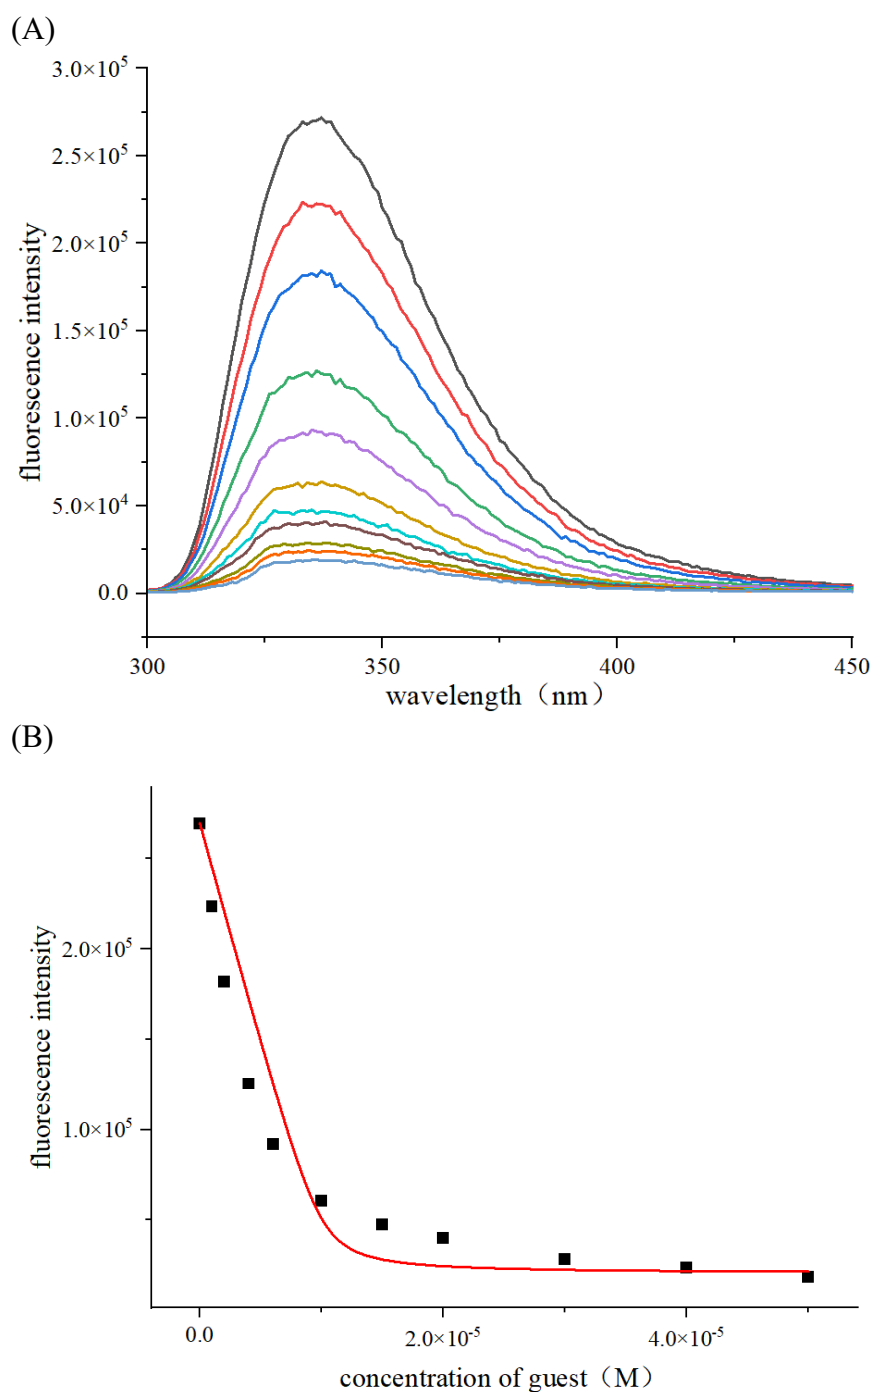 (A)
3.0×10⁵
2.5×10⁵
2.0×10⁵
1.5×10⁵
1.0×10⁵
5.0×10⁴
0.0
fluorescence intensity
300
350
400
450
wavelength（nm）
(B)
2.0×10⁵
1.0×10⁵
fluorescence intensity
0.0
2.0×10⁻⁵
4.0×10⁻⁵
concentration of guest（M）